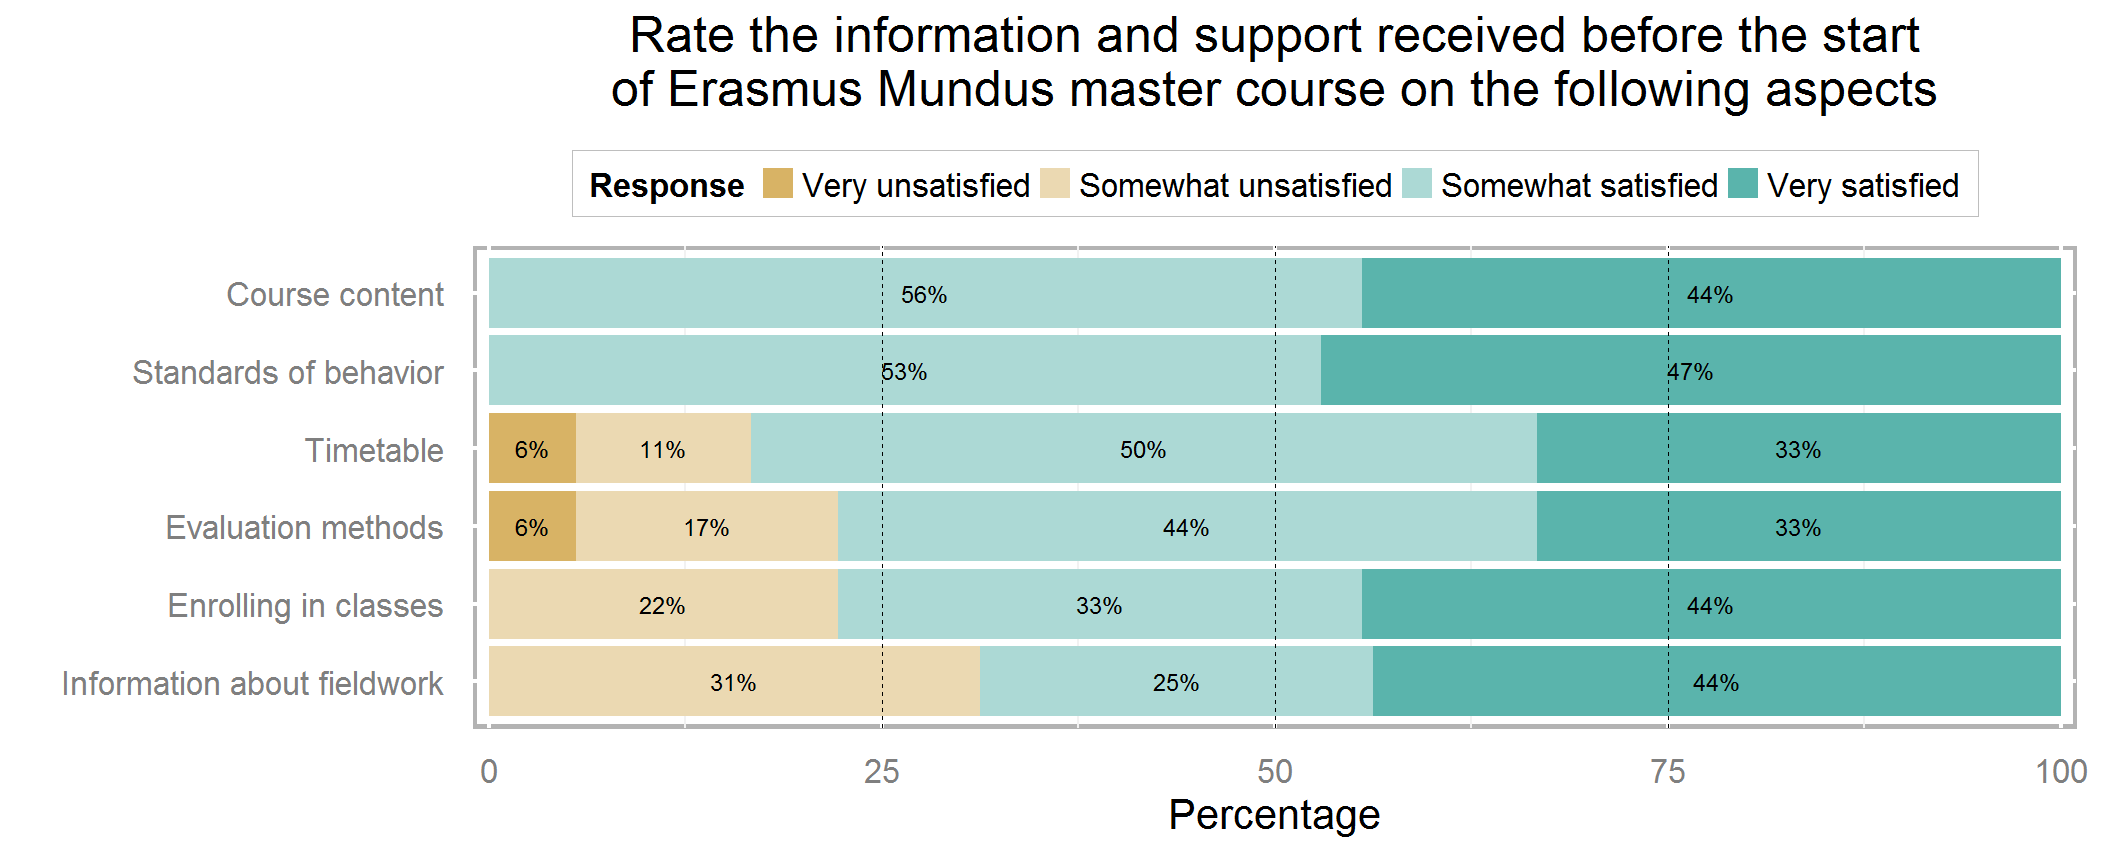 Rate the information and support received before the start
of Erasmus Mundus master course on the following aspects
Response Very unsatisfied Somewhat unsatisfied Somewhat satisfied Very satisfied
Course content 56% 44%
Standards of behavior 53% 47%
Timetable 6% 11% 50% 33%
Evaluation methods 6% 17% 44% 33%
Enrolling in classes 22% 33% 44%
Information about fieldwork 31% 25% 44%
0 25 50 75 100
Percentage